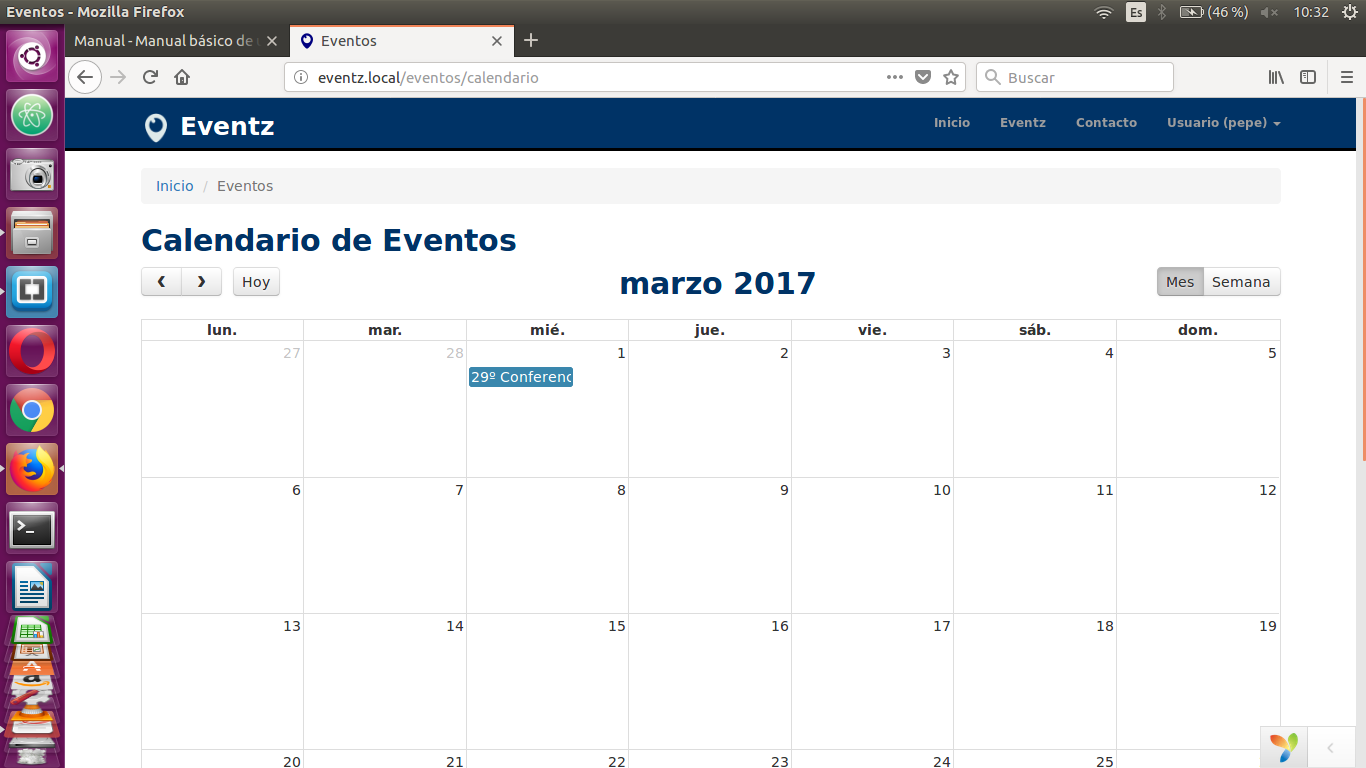 Eventos - Mozilla Firefox
Es (46 %) 10:32
Manual - Manual básico de Eventos
eventz.local/eventos/calendario Buscar
Eventz Inicio Eventz Contacto Usuario (pepe)
Inicio / Eventos
Calendario de Eventos
Hoy marzo 2017 Mes Semana
lun. mar. mié. jue. vie. sáb. dom.
27 28 1 2 3 4 5
29º Conferenc
6 7 8 9 10 11 12
13 14 15 16 17 18 19
20 21 22 23 24 25